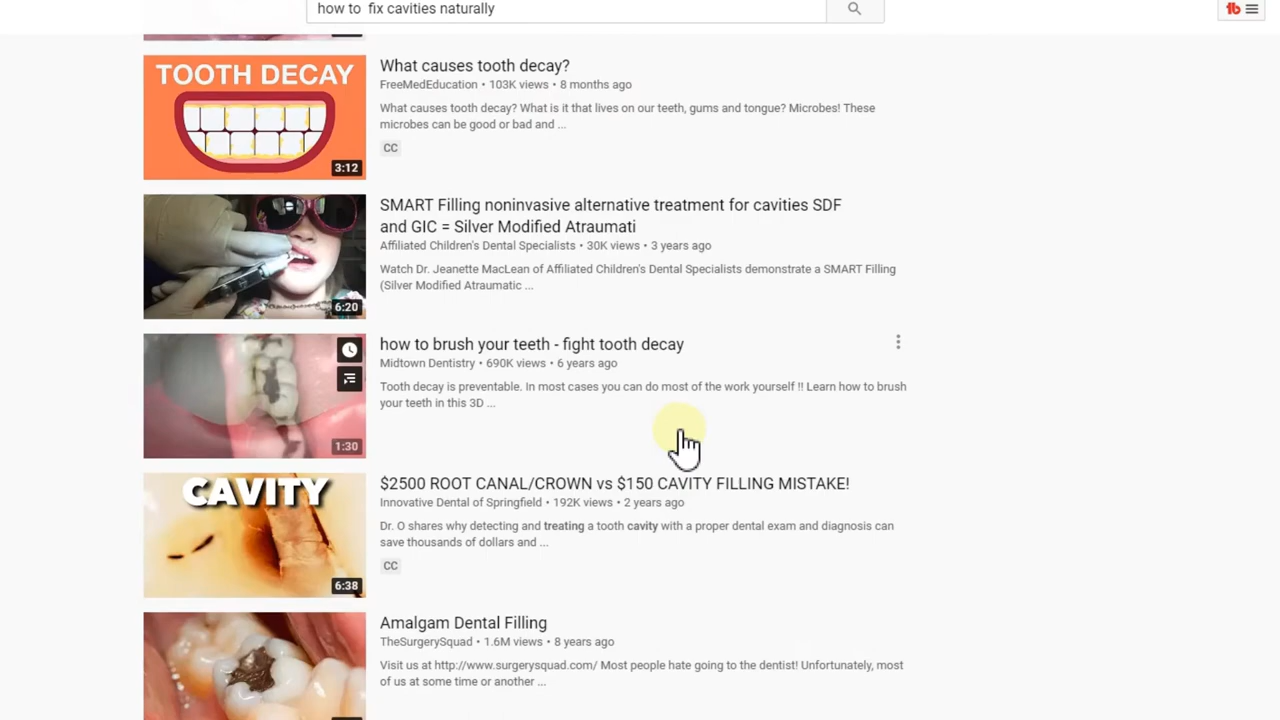 how to  fix cavities naturally
tb
TOOTH DECAY
3:12
What causes tooth decay?
FreeMedEducation • 103K views • 8 months ago
What causes tooth decay? What is it that lives on our teeth, gums and tongue? Microbes! These
microbes can be good or bad and ...
CC
6:20
SMART Filling noninvasive alternative treatment for cavities SDF
and GIC = Silver Modified Atraumati
Affiliated Children's Dental Specialists • 30K views • 3 years ago
Watch Dr. Jeanette MacLean of Affiliated Children's Dental Specialists demonstrate a SMART Filling
(Silver Modified Atraumatic ...
1:30
how to brush your teeth - fight tooth decay
Midtown Dentistry • 690K views • 6 years ago
Tooth decay is preventable. In most cases you can do most of the work yourself !! Learn how to brush
your teeth in this 3D ...
CAVITY
6:38
$2500 ROOT CANAL/CROWN vs $150 CAVITY FILLING MISTAKE!
Innovative Dental of Springfield • 192K views • 2 years ago
Dr. O shares why detecting and treating a tooth cavity with a proper dental exam and diagnosis can
save thousands of dollars and ...
CC
Amalgam Dental Filling
TheSurgerySquad • 1.6M views • 8 years ago
Visit us at http://www.surgerysquad.com/ Most people hate going to the dentist! Unfortunately, most
of us at some time or another ...